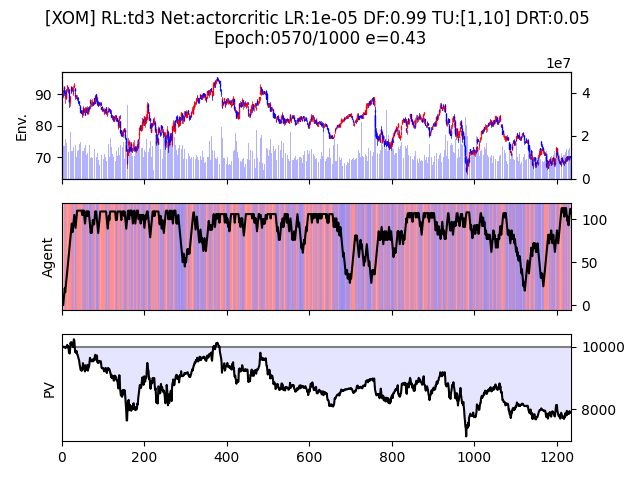 [XOM] RL:td3 Net:actorcritic LR:1e-05 DF:0.99 TU:[1,10] DRT:0.05
Epoch:0570/1000 e=0.43
1e7
90
80
70
Env.
4
2
0
Agent
100
50
0
PV
10000
8000
0 200 400 600 800 1000 1200